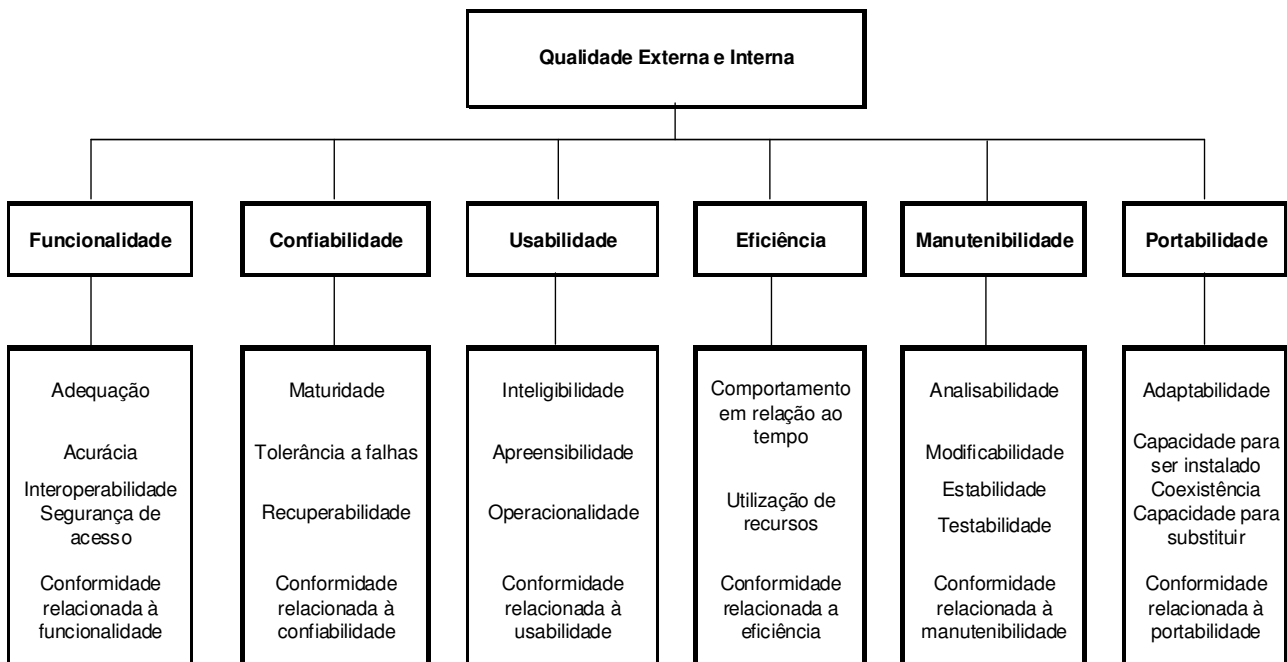 Qualidade Externa e Interna
Funcionalidade
Confiabilidade
Usabilidade
Eficiência
Manutenibilidade
Portabilidade
Adequação
Acurácia
Interoperabilidade
Segurança de
acesso
Conformidade
relacionada à
funcionalidade
Maturidade
Tolerância a falhas
Recuperabilidade
Conformidade
relacionada à
confiabilidade
Inteligibilidade
Apreensibilidade
Operacionalidade
Conformidade
relacionada à
usabilidade
Comportamento
em relação ao
tempo
Utilização de
recursos
Conformidade
relacionada a
eficiência
Analisabilidade
Modificabilidade
Estabilidade
Testabilidade
Conformidade
relacionada à
manutenibilidade
Adaptabilidade
Capacidade para
ser instalado
Coexistência
Capacidade para
substituir
Conformidade
relacionada à
portabilidade